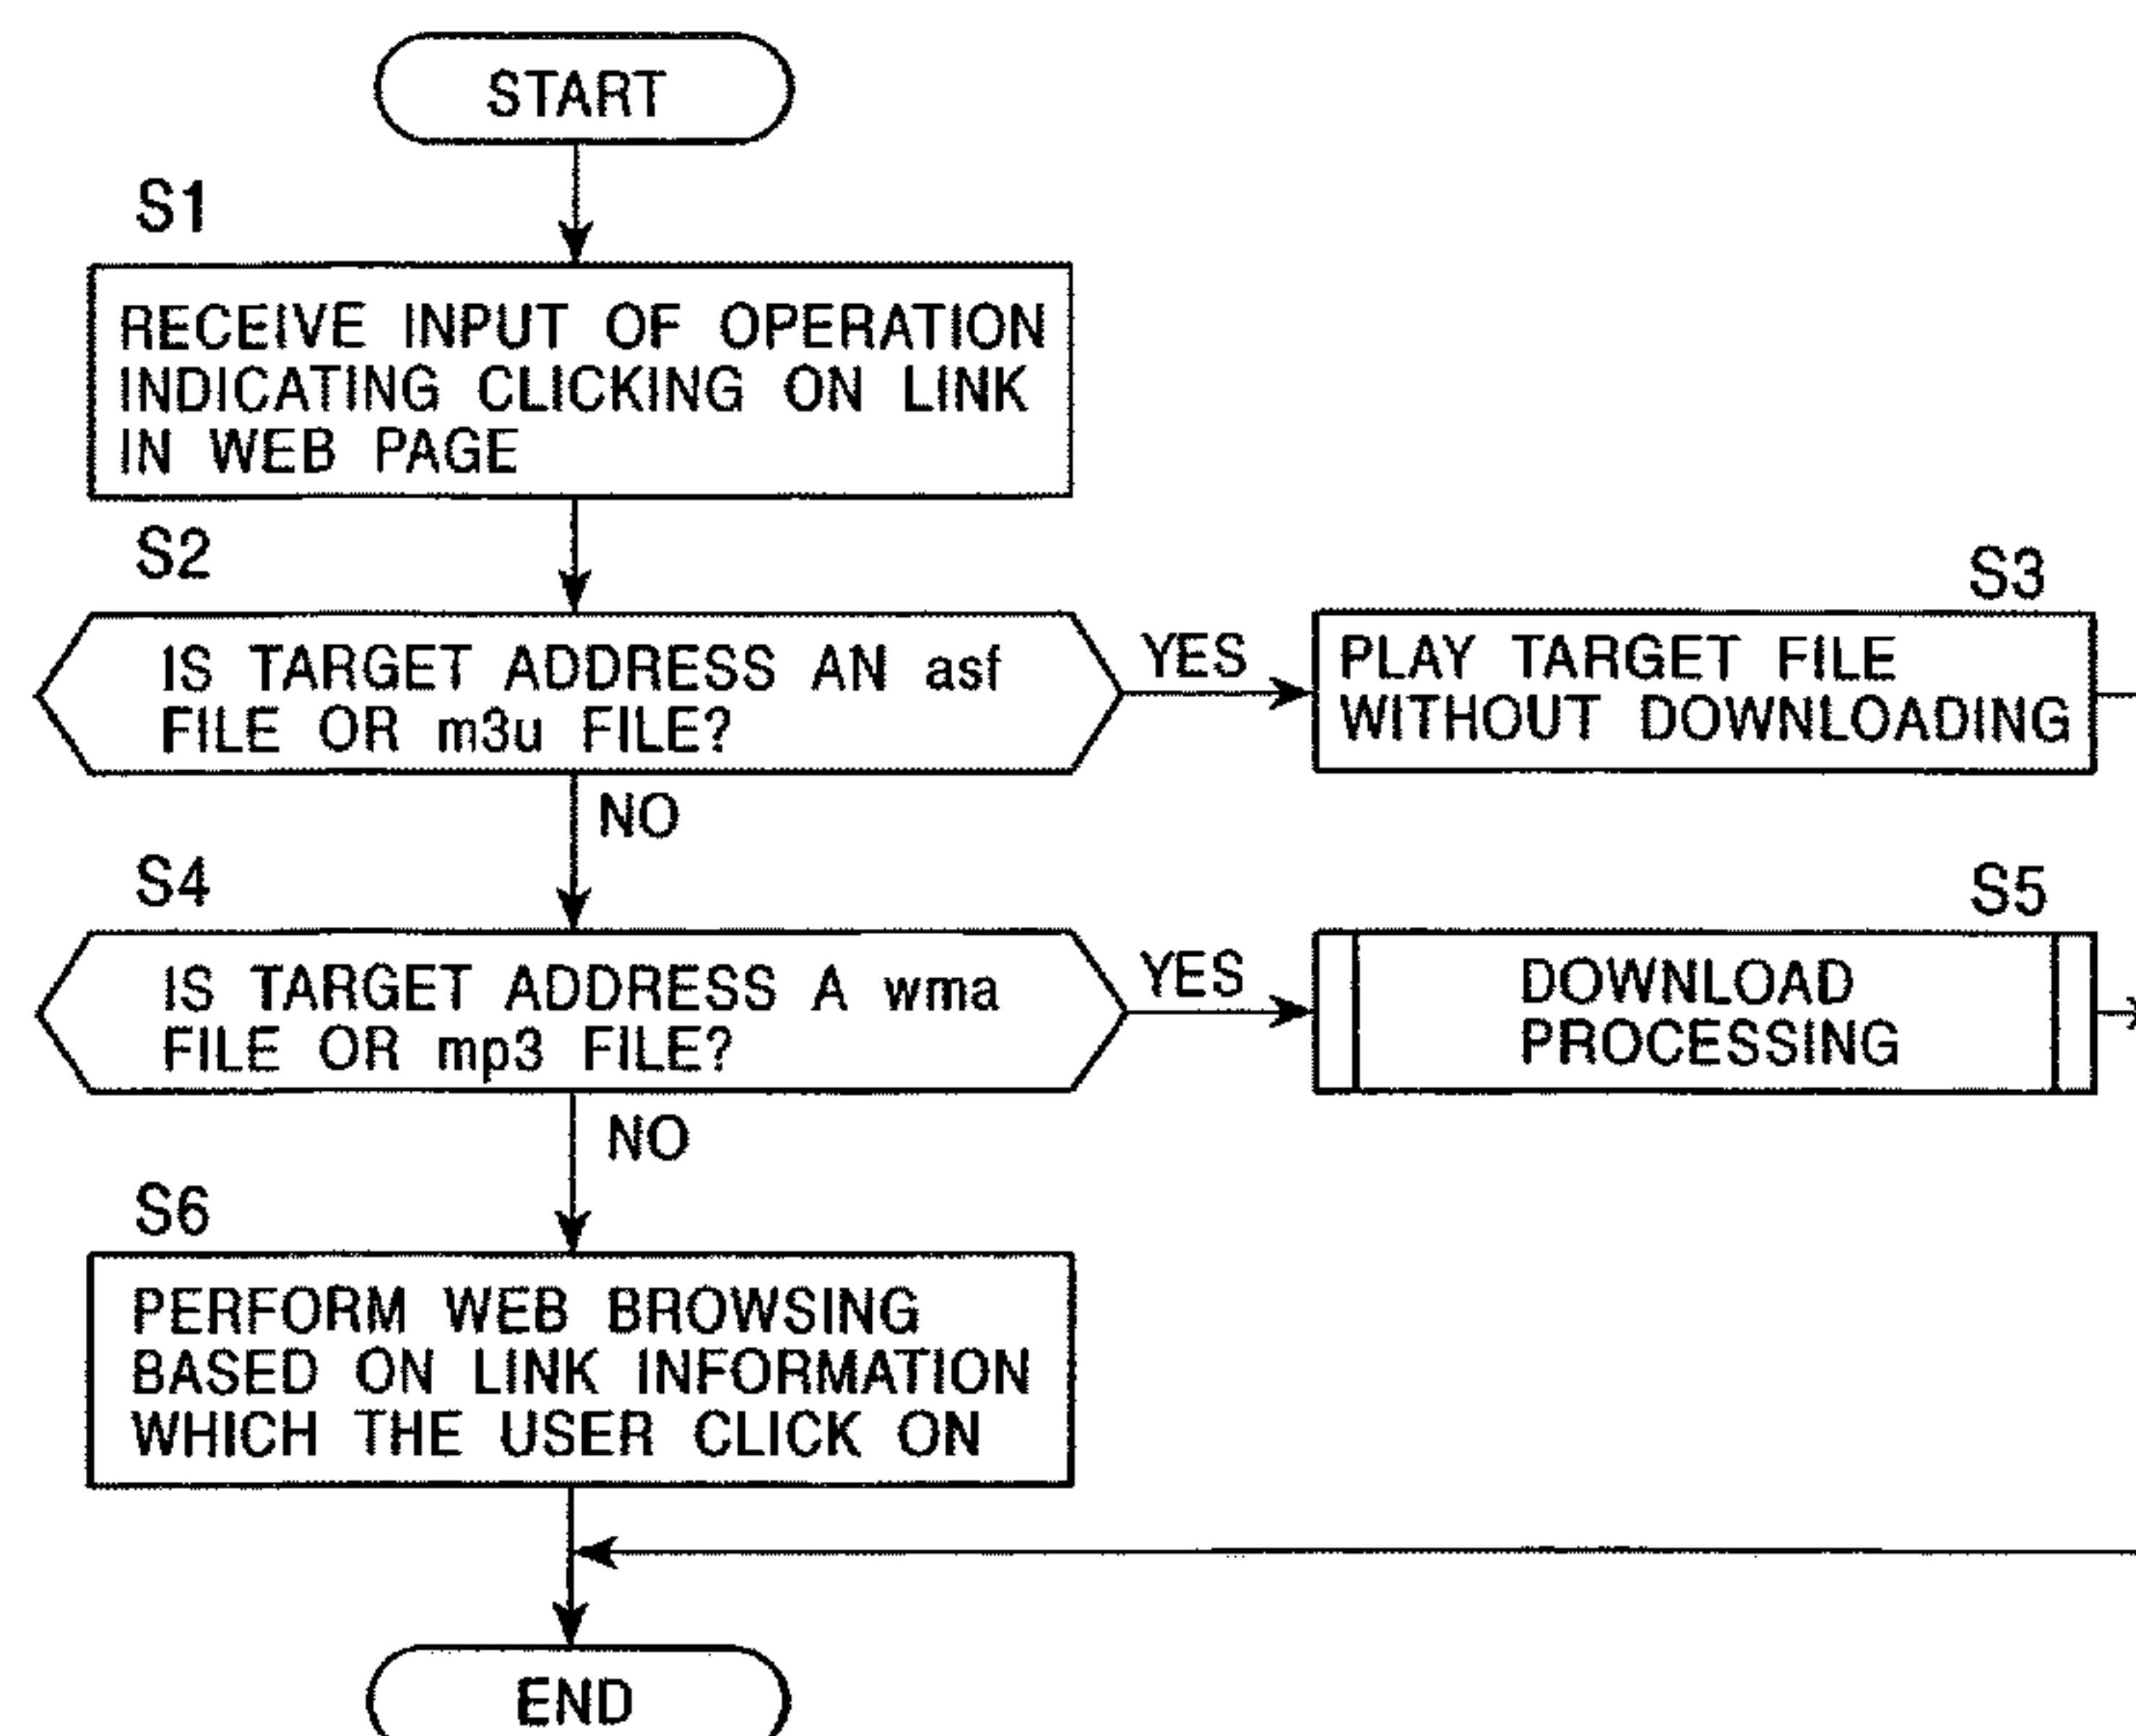 START
S1
RECEIVE INPUT OF OPERATION
INDICATING CLICKING ON LINK
IN WEB PAGE
S2
IS TARGET ADDRESS AN asf
FILE OR m3u FILE?
YES
S3
PLAY TARGET FILE
WITHOUT DOWNLOADING
NO
S4
IS TARGET ADDRESS A wma
FILE OR mp3 FILE?
YES
S5
DOWNLOAD
PROCESSING
NO
S6
PERFORM WEB BROWSING
BASED ON LINK INFORMATION
WHICH THE USER CLICK ON
END